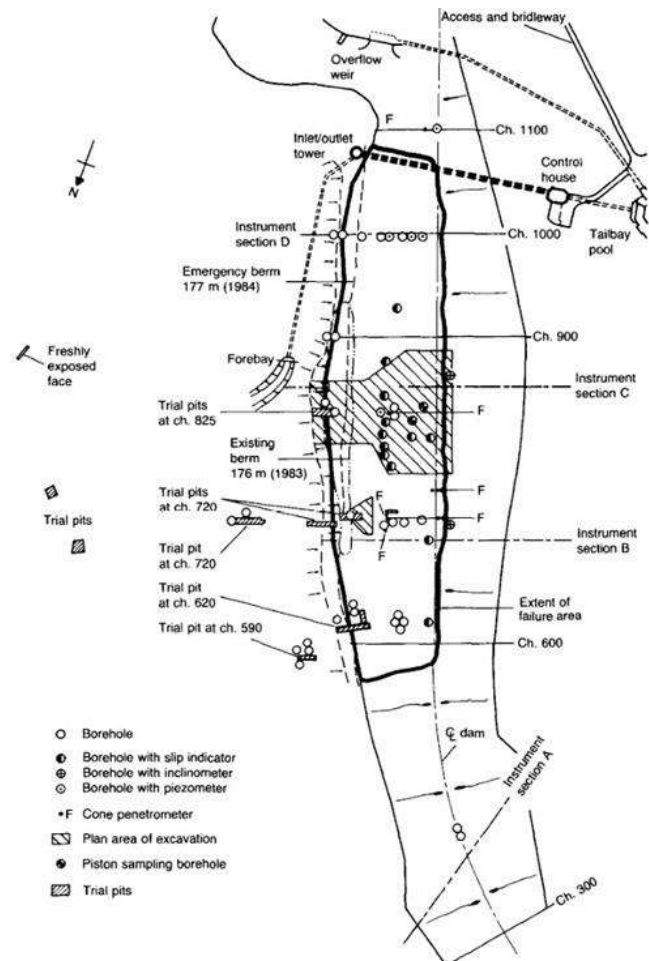 Access and bridleway
Overflow
weir
F
Ch. 1100
Inlet/outlet
tower
Control
house
N
Instrument
section D
Ch. 1000
Tailbay
pool
Emergency berm
177 m (1984)
Ch. 900
Freshly
exposed
face
Forebay
Instrument
section C
Trial pits
at ch. 825
F
Existing
berm
176 m (1983)
F
F
Trial pits
at ch. 720
F
Trial pits
F
Instrument
section B
Trial pit
at ch. 720
Trial pit
at ch. 620
Extent of
failure area
Trial pit at ch. 590
Ch. 600
Borehole
Borehole with slip indicator
Borehole with inclinometer
Borehole with piezometer
F Cone penetrometer
Plan area of excavation
Piston sampling borehole
Trial pits
℄ dam
Instrument
section A
Ch. 300